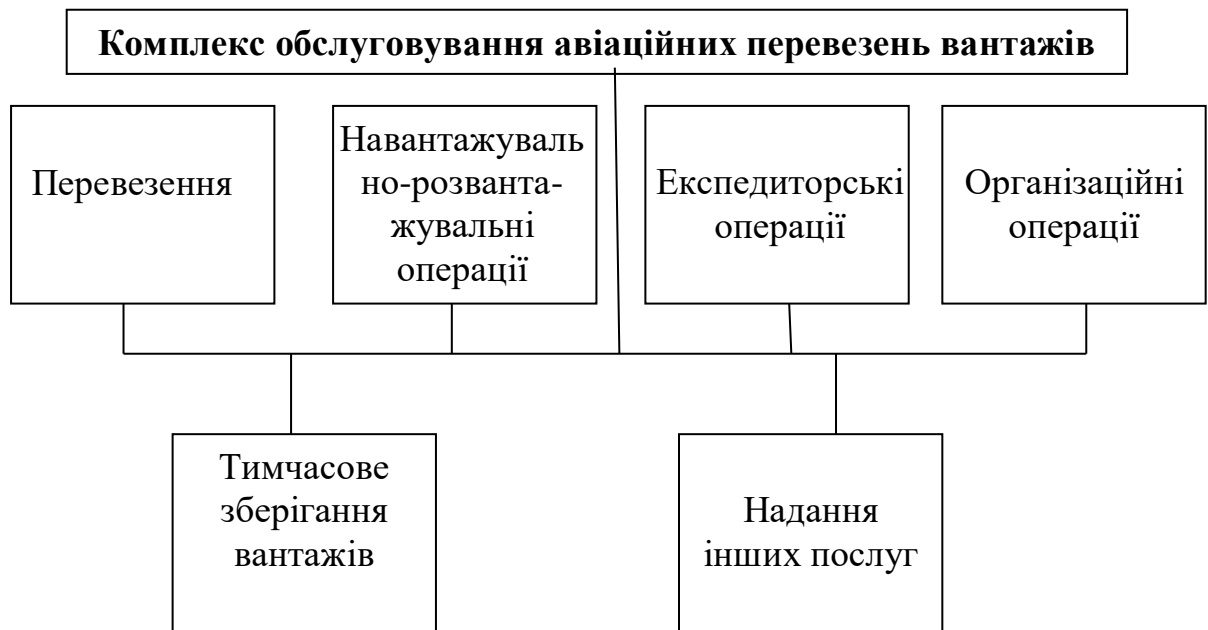 Комплекс обслуговування авіаційних перевезень вантажів
Перевезення
Навантажуваль
но-розванта-
жувальні
операції
Експедиторські
операції
Організаційні
операції
Тимчасове
зберігання
вантажів
Надання
інших послуг